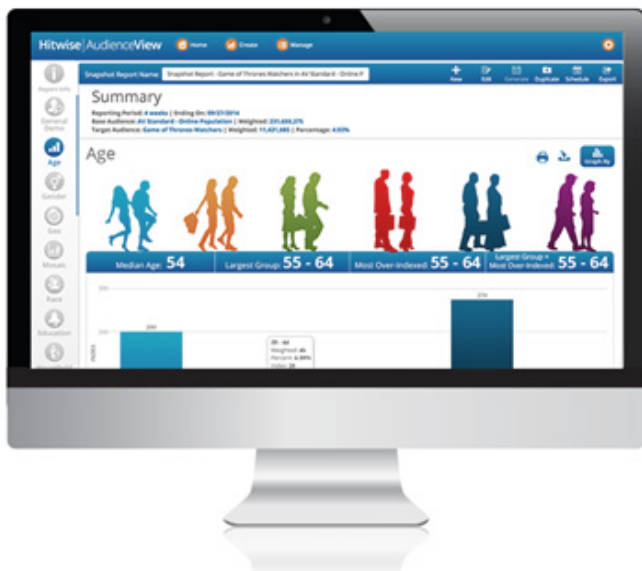 Hitwise|AudienceView Home Create Manage
Snapshot Report Name: Snapshot Report - Game of Thrones Watchers in AV Standard - Online P
New Edit Generate Duplicate Schedule Export
Report Info
General Demo
Age
Gender
Geo
Mosaic
Race
Education
Summary
Reporting Period: 4 weeks | Ending On: 09/27/2014
Base Audience: AV Standard - Online Population | Weighted:
Target Audience: Game of Thrones Watchers | Weighted: 11,431,685 | Percentage: 4.93%
Age
Graph By
Median Age: 54
Largest Group: 55 - 64
Most Over-Indexed: 55 - 64
Largest Group +
Most Over-Indexed: 55 - 64
INDEX